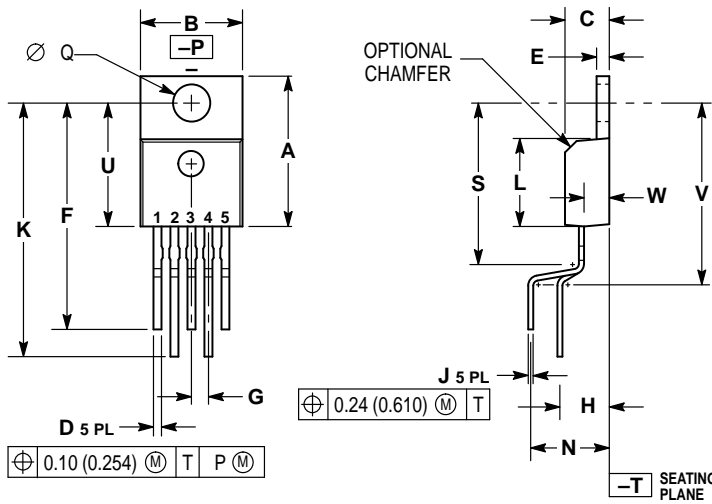 B
–P
–
Ø Q
U
F
K
A
1 2 3 4 5
G
D 5 PL
⌖ 0.10 (0.254) Ⓜ T P Ⓜ
C
E
OPTIONAL
CHAMFER
S
L
W
V
J 5 PL
⌖ 0.24 (0.610) Ⓜ T
H
N
–T SEATING
PLANE